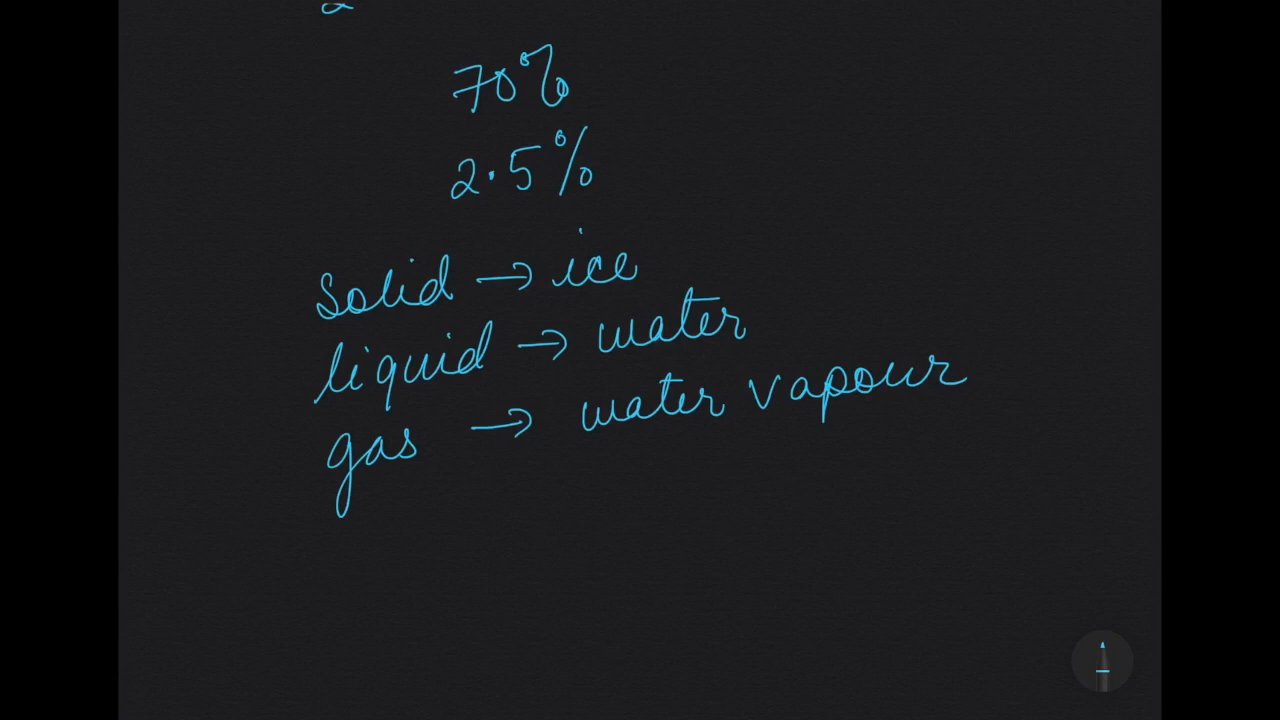 70%
2.5%
Solid → ice
liquid → water
gas → water vapour